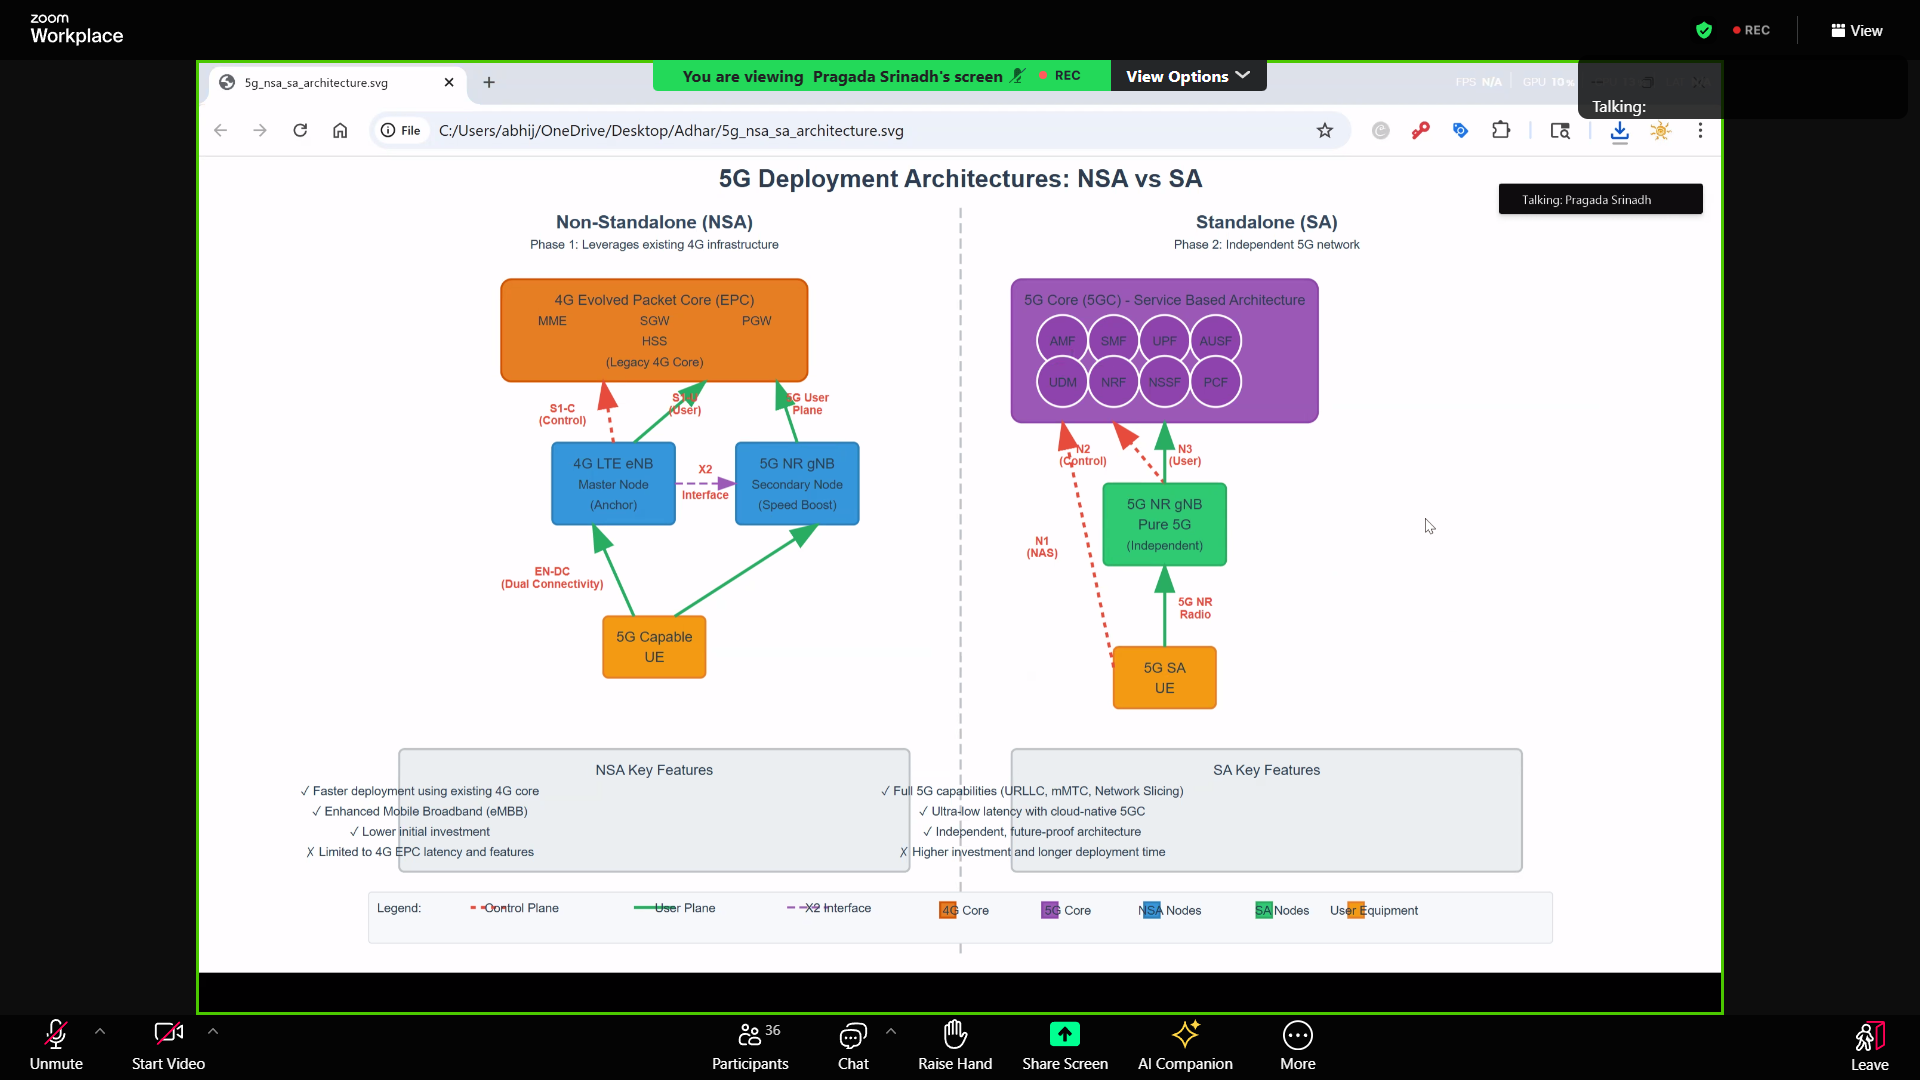 zoom
Workplace
REC
View
5g_nsa_sa_architecture.svg
You are viewing Pragada Srinadh's screen
REC
View Options
FPS N/A
GPU 10%
Talking:
File
C:/Users/abhij/OneDrive/Desktop/Adhar/5g_nsa_sa_architecture.svg
5G Deployment Architectures: NSA vs SA
Talking: Pragada Srinadh
Non-Standalone (NSA)
Phase 1: Leverages existing 4G infrastructure
4G Evolved Packet Core (EPC)
MME SGW PGW
HSS
(Legacy 4G Core)
S1-C
(Control)
S1-U
(User)
5G User
Plane
4G LTE eNB
Master Node
(Anchor)
X2
Interface
5G NR gNB
Secondary Node
(Speed Boost)
EN-DC
(Dual Connectivity)
5G Capable
UE
Standalone (SA)
Phase 2: Independent 5G network
5G Core (5GC) - Service Based Architecture
AMF SMF UPF AUSF
UDM NRF NSSF PCF
N2
(Control)
N3
(User)
5G NR gNB
Pure 5G
(Independent)
N1
(NAS)
5G NR
Radio
5G SA
UE
NSA Key Features
✓ Faster deployment using existing 4G core
✓ Enhanced Mobile Broadband (eMBB)
✓ Lower initial investment
✗ Limited to 4G EPC latency and features
SA Key Features
✓ Full 5G capabilities (URLLC, mMTC, Network Slicing)
✓ Ultra-low latency with cloud-native 5GC
✓ Independent, future-proof architecture
✗ Higher investment and longer deployment time
Legend: Control Plane User Plane X2 Interface 4G Core 5G Core NSA Nodes SA Nodes User Equipment
Unmute
Start Video
36
Participants
Chat
Raise Hand
Share Screen
AI Companion
More
Leave